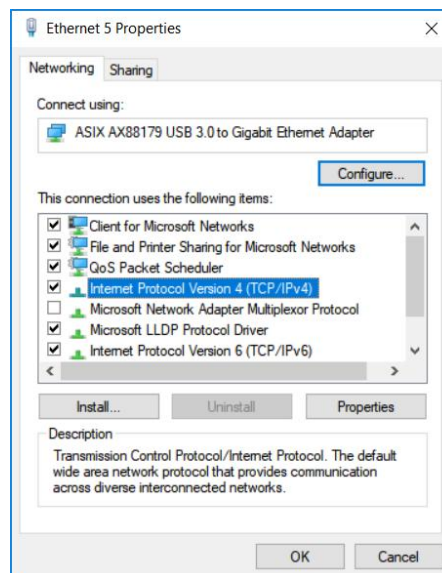 Ethernet 5 Properties
Networking
Sharing
Connect using:
ASIX AX88179 USB 3.0 to Gigabit Ethernet Adapter
Configure...
This connection uses the following items:
Client for Microsoft Networks
File and Printer Sharing for Microsoft Networks
QoS Packet Scheduler
Internet Protocol Version 4 (TCP/IPv4)
Microsoft Network Adapter Multiplexor Protocol
Microsoft LLDP Protocol Driver
Internet Protocol Version 6 (TCP/IPv6)
Install...
Uninstall
Properties
Description
Transmission Control Protocol/Internet Protocol. The default
wide area network protocol that provides communication
across diverse interconnected networks.
OK
Cancel